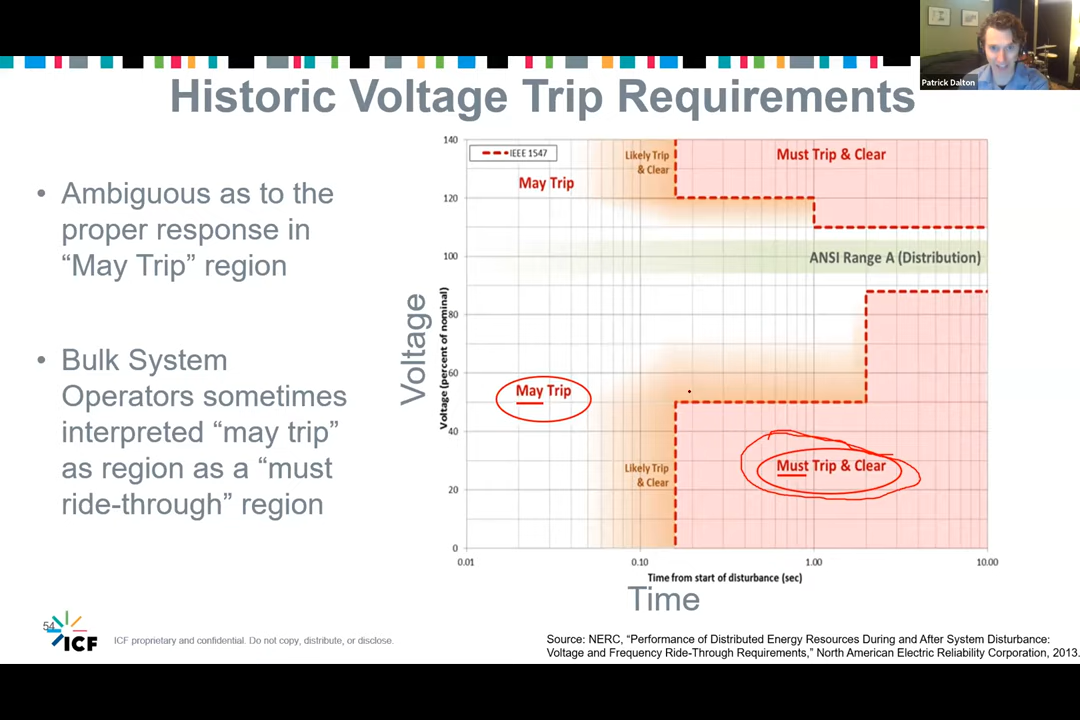 Patrick Dalton
Historic Voltage Trip Requirements
• Ambiguous as to the
proper response in
“May Trip” region
• Bulk System
Operators sometimes
interpreted “may trip”
as region as a “must
ride-through” region
Voltage
Voltage (percent of nominal)
140
120
100
80
60
40
20
0
IEEE 1547
May Trip
Likely Trip
& Clear
Must Trip & Clear
ANSI Range A (Distribution)
May Trip
Must Trip & Clear
Likely Trip
& Clear
0.01
0.10
1.00
10.00
Time from start of disturbance (sec)
Time
54
ICF
ICF proprietary and confidential. Do not copy, distribute, or disclose.
Source: NERC, “Performance of Distributed Energy Resources During and After System Disturbance:
Voltage and Frequency Ride-Through Requirements,” North American Electric Reliability Corporation, 2013.